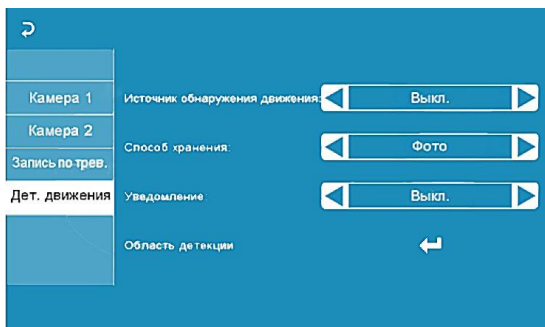 Камера 1
Камера 2
Запись по трев.
Дет. движения
Источник обнаружения движения: Выкл.
Способ хранения: Фото
Уведомление Выкл.
Область детекции